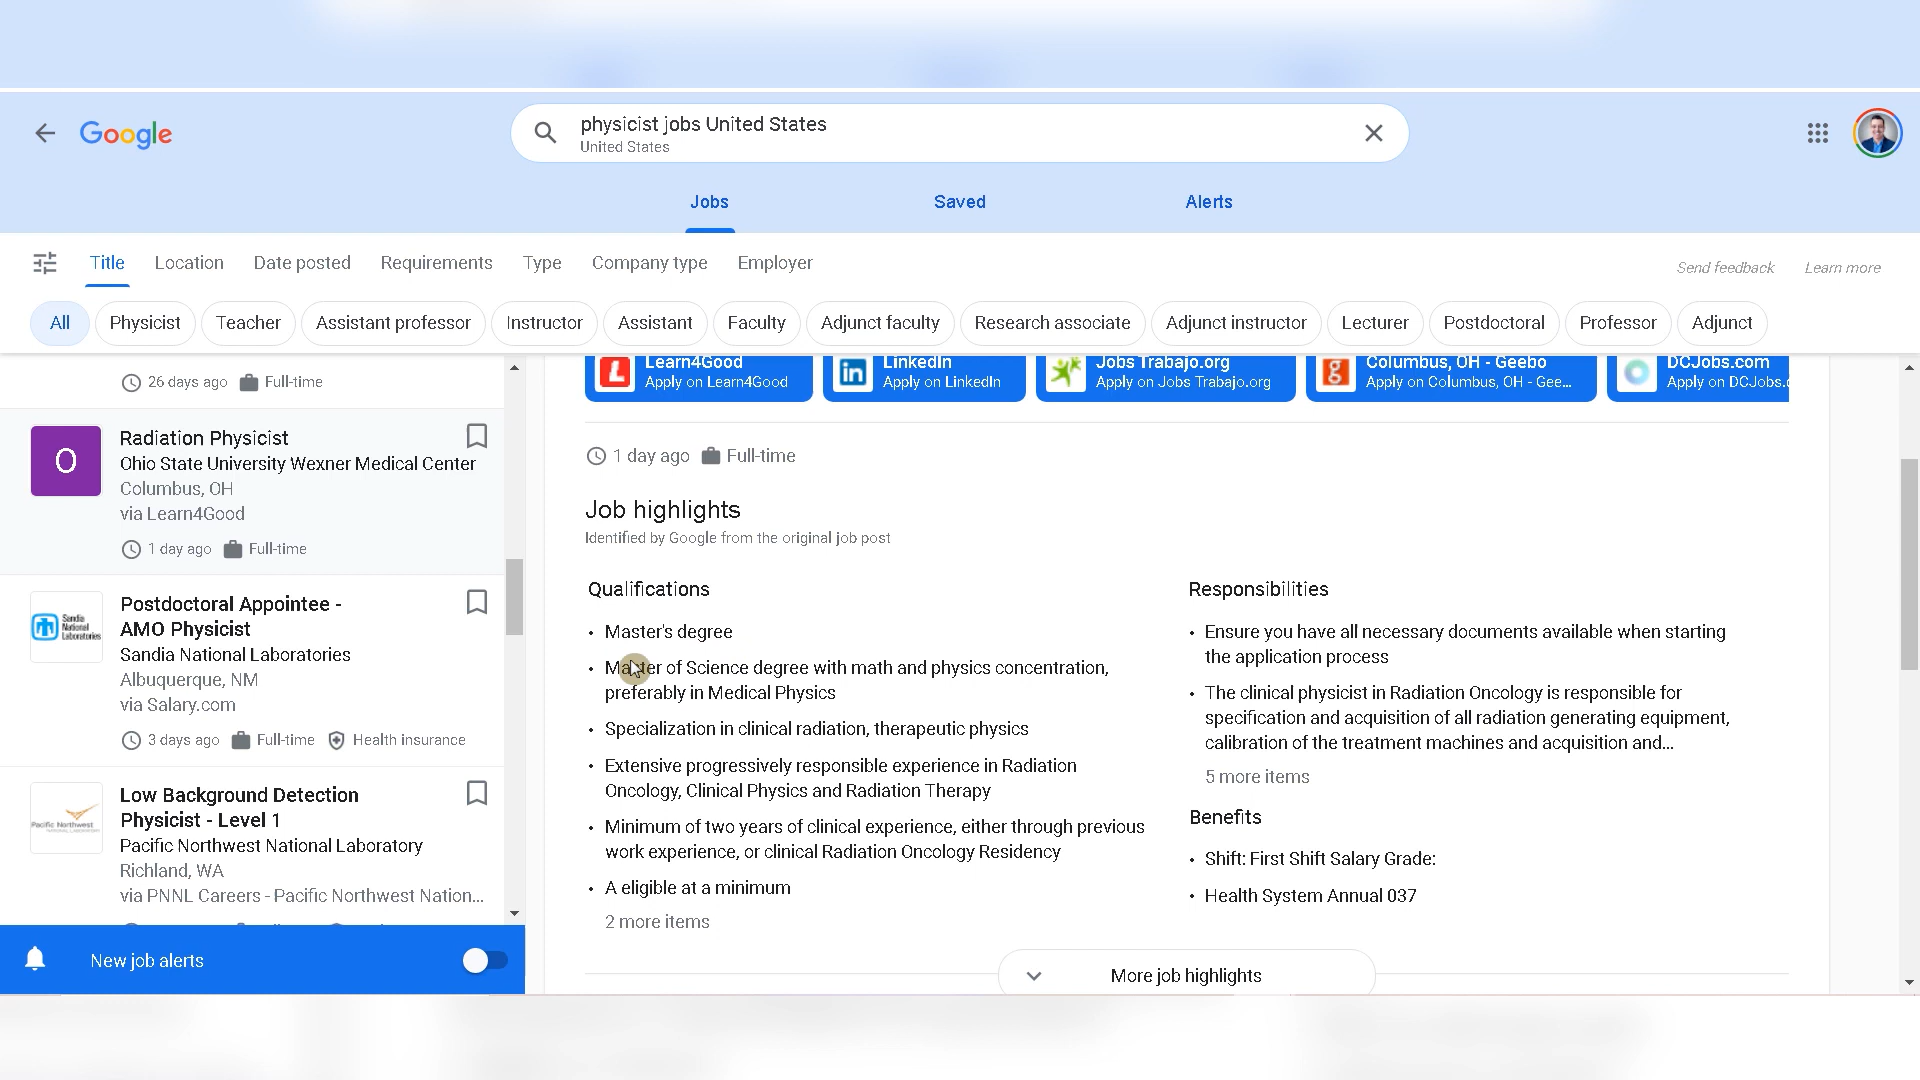 Google
physicist jobs United States
United States
Jobs
Saved
Alerts
Title
Location
Date posted
Requirements
Type
Company type
Employer
Send feedback
Learn more
All
Physicist
Teacher
Assistant professor
Instructor
Assistant
Faculty
Adjunct faculty
Research associate
Adjunct instructor
Lecturer
Postdoctoral
Professor
Adjunct
26 days ago
Full-time
O
Radiation Physicist
Ohio State University Wexner Medical Center
Columbus, OH
via Learn4Good
1 day ago
Full-time
Sandia
National
Laboratories
Postdoctoral Appointee -
AMO Physicist
Sandia National Laboratories
Albuquerque, NM
via Salary.com
3 days ago
Full-time
Health insurance
Pacific Northwest
Low Background Detection
Physicist - Level 1
Pacific Northwest National Laboratory
Richland, WA
via PNNL Careers - Pacific Northwest Nation...
New job alerts
Learn4Good
Apply on Learn4Good
LinkedIn
Apply on LinkedIn
Jobs Trabajo.org
Apply on Jobs Trabajo.org
Columbus, OH - Geebo
Apply on Columbus, OH - Gee...
DCJobs.com
Apply on DCJobs.
1 day ago
Full-time
Job highlights
Identified by Google from the original job post
Qualifications
• Master's degree
• Master of Science degree with math and physics concentration,
preferably in Medical Physics
• Specialization in clinical radiation, therapeutic physics
• Extensive progressively responsible experience in Radiation
Oncology, Clinical Physics and Radiation Therapy
• Minimum of two years of clinical experience, either through previous
work experience, or clinical Radiation Oncology Residency
• A eligible at a minimum
2 more items
Responsibilities
• Ensure you have all necessary documents available when starting
the application process
• The clinical physicist in Radiation Oncology is responsible for
specification and acquisition of all radiation generating equipment,
calibration of the treatment machines and acquisition and...
5 more items
Benefits
• Shift: First Shift Salary Grade:
• Health System Annual 037
More job highlights